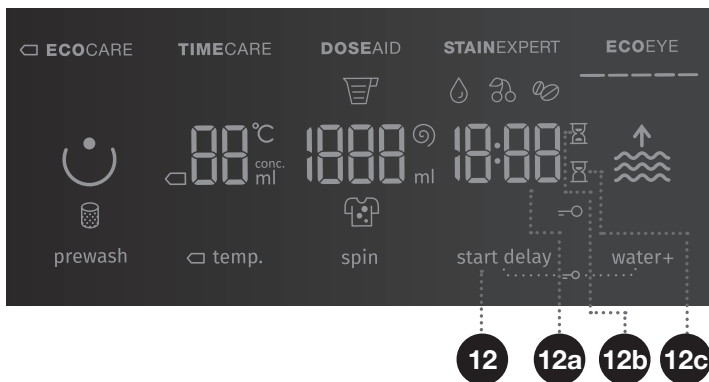 ECOCARE TIMECARE DOSEAID STAINEXPERT ECOEYE
88 °C 1888 18:88
conc.
ml ml
prewash temp. spin start delay water+
12 12a 12b 12c